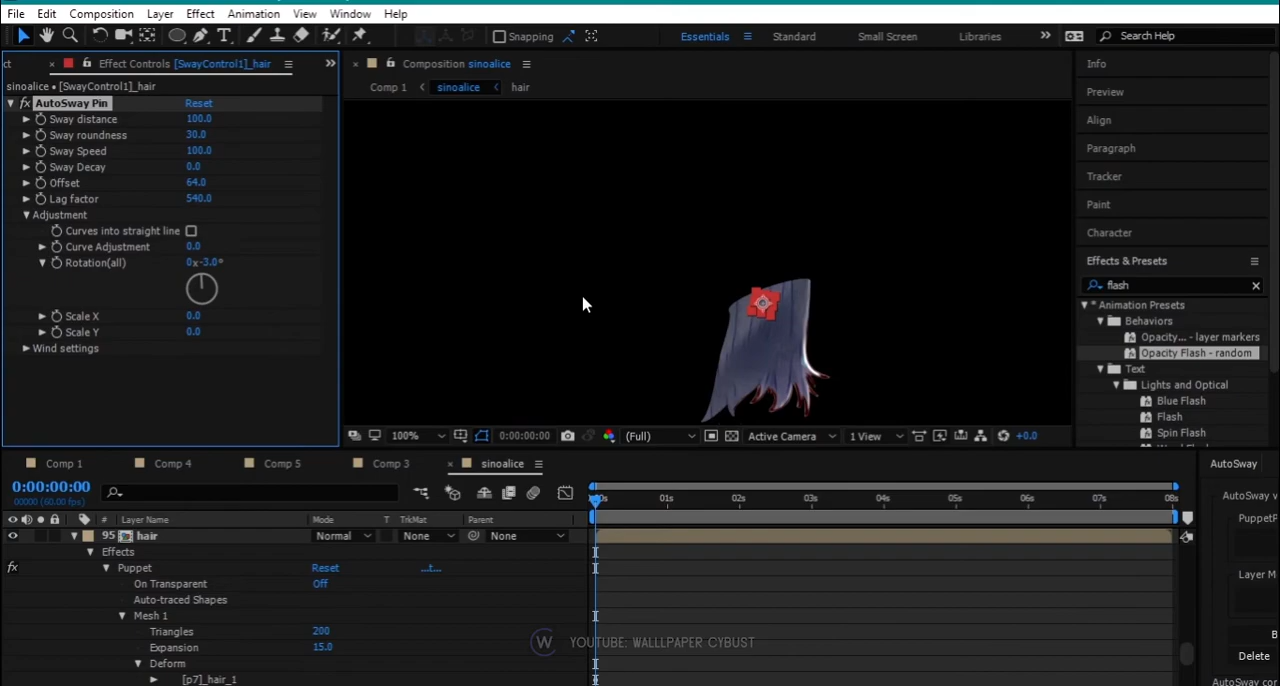 File Edit Composition Layer Effect Animation View Window Help
Snapping Essentials Standard Small Screen Libraries Search Help
ct Effect Controls [SwayControl1]_hair
Composition sinoalice
Info
sinoalice • [SwayControl1]_hair
Comp 1 sinoalice hair
Preview
fx AutoSway Pin Reset
Sway distance 100.0
Align
Sway roundness 30.0
Sway Speed 100.0
Paragraph
Sway Decay 0.0
Tracker
Offset 64.0
Lag factor 540.0
Paint
Adjustment
Curves into straight line
Character
Curve Adjustment 0.0
Rotation(all) 0x-3.0°
Effects & Presets
flash
* Animation Presets
Behaviors
Scale X 0.0
Scale Y 0.0
Opacity... - layer markers
Wind settings
Opacity Flash - random
Text
Lights and Optical
Blue Flash
Flash
Spin Flash
100% 0:00:00:00 (Full) Active Camera 1 View +0.0
Comp 1 Comp 4 Comp 5 Comp 3 sinoalice
AutoSway
0:00:00:00
00000 (60.00 fps)
01s 02s 03s 04s 05s 06s 07s 08s
AutoSway v
# Layer Name Mode T TrkMat Parent
PuppetP
95 hair Normal None None
Effects
fx Puppet Reset ...t...
Layer M
On Transparent Off
Auto-traced Shapes
Mesh 1
Triangles 200
B
Expansion 15.0
W YOUTUBE: WALLLPAPER CYBUST
Delete
Deform
[p7]_hair_1
AutoSway con